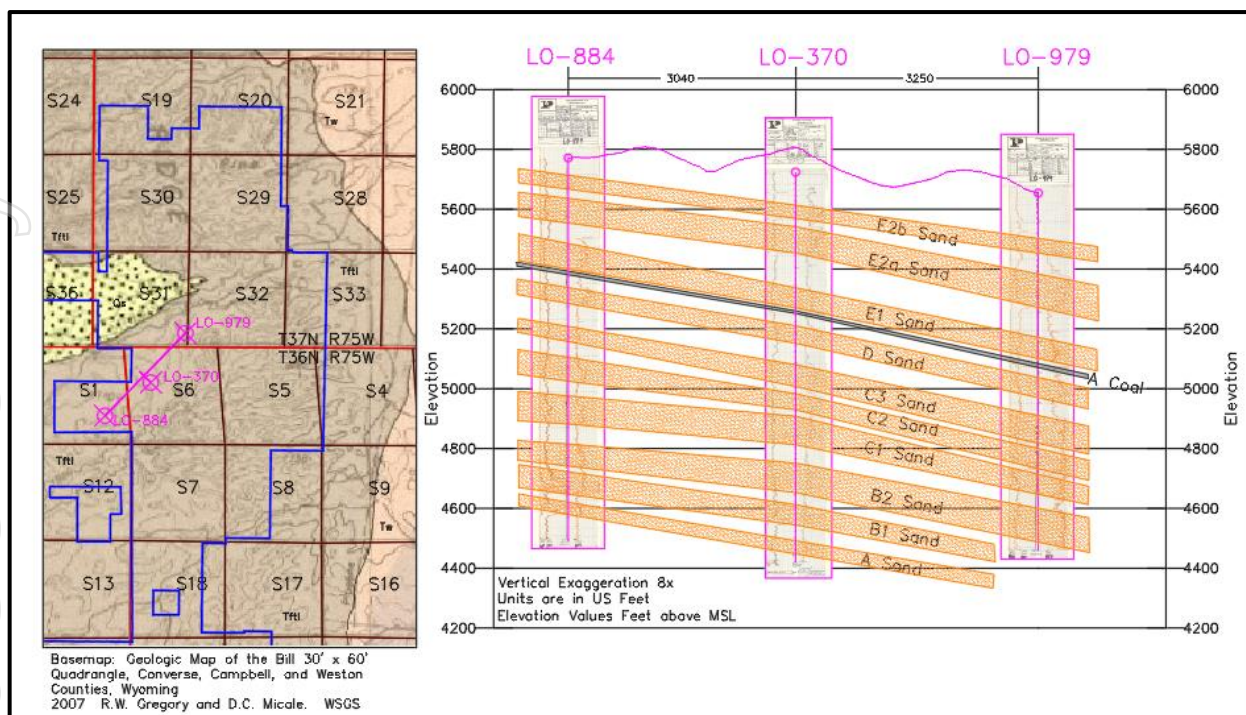 S24
S19
S20
S21
Tw
S25
S30
S29
S28
Tftl
S36
Qs
S31
S32
Tftl
S33
LO-979
T37N R75W
T36N R75W
S1
LO-370
S6
S5
S4
LO-884
Tftl
S12
S7
S8
S9
Tw
S13
S18
S17
S16
Tftl
Basemap: Geologic Map of the Bill 30' x 60'
Quadrangle, Converse, Campbell, and Weston
Counties, Wyoming
2007 R.W. Gregory and D.C. Micale. WSGS
LO-884
LO-370
LO-979
3040
3250
6000
5800
5600
5400
5200
5000
4800
4600
4400
4200
Elevation
E2b Sand
E2a Sand
E1 Sand
D Sand
A Coal
C3 Sand
C2 Sand
C1 Sand
B2 Sand
B1 Sand
A Sand
Vertical Exaggeration 8x
Units are in US Feet
Elevation Values Feet above MSL
6000
5800
5600
5400
5200
5000
4800
4600
4400
4200
Elevation